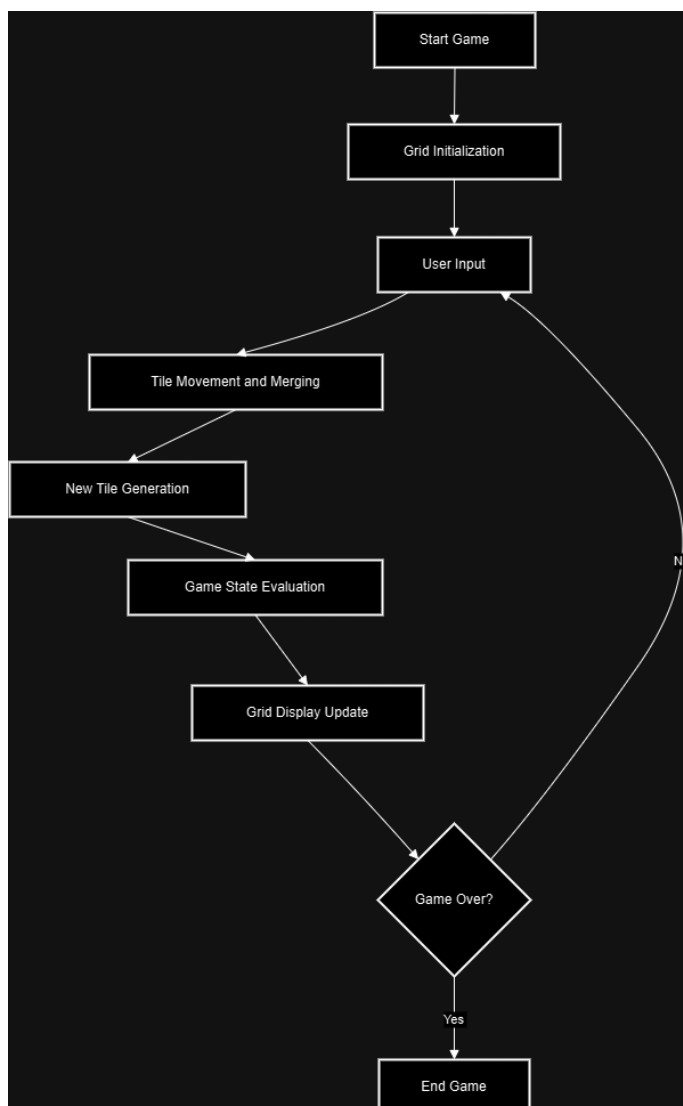 Start Game
Grid Initialization
User Input
Tile Movement and Merging
New Tile Generation
Game State Evaluation
Grid Display Update
Game Over?
Yes
End Game